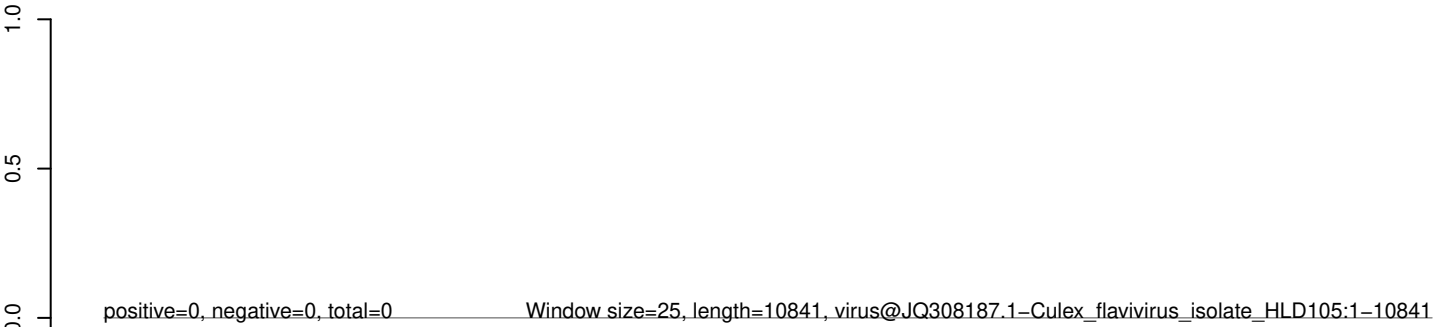 1.0
0.5
0.0
positive=0, negative=0, total=0
Window size=25, length=10841, virus@JQ308187.1−Culex_flavivirus_isolate_HLD105:1−10841